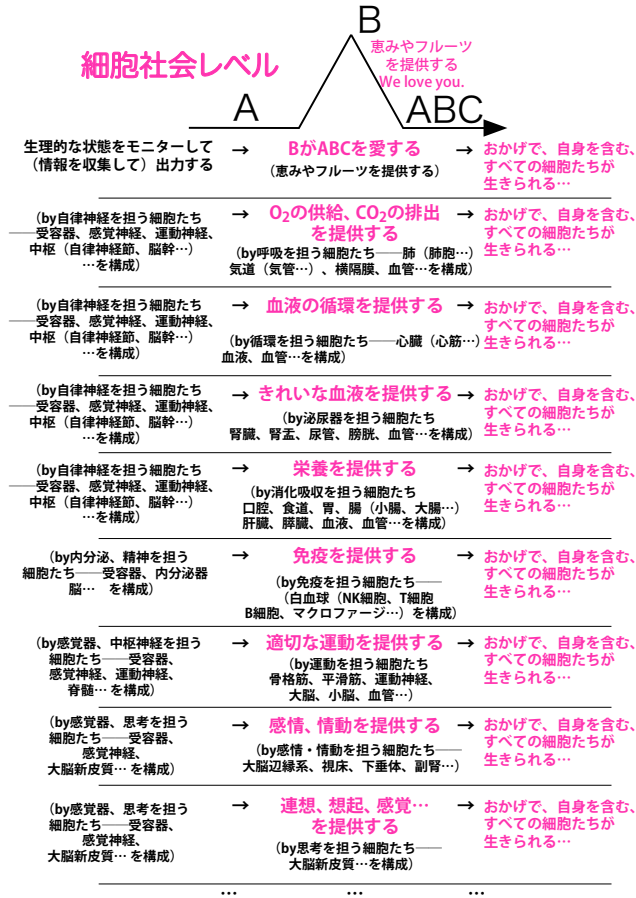 B
恵みやフルーツ
を提供する
We love you.
細胞社会レベル
A
ABC
生理的な状態をモニターして
（情報を収集して）出力する
→
BがABCを愛する
（恵みやフルーツを提供する）
→
おかげで、自身を含む、
すべての細胞たちが
生きられる…
（by自律神経を担う細胞たち
──受容器、感覚神経、運動神経、
中枢（自律神経節、脳幹…）
…を構成）
→
O₂の供給、CO₂の排出
を提供する
（by呼吸を担う細胞たち──肺（肺胞…）
気道（気管…）、横隔膜、血管…を構成）
→
おかげで、自身を含む、
すべての細胞たちが
生きられる…
（by自律神経を担う細胞たち
──受容器、感覚神経、運動神経、
中枢（自律神経節、脳幹…）
…を構成）
→
血液の循環を提供する
（by循環を担う細胞たち──心臓（心筋…）
血液、血管…を構成）
→
おかげで、自身を含む、
すべての細胞たちが
生きられる…
（by自律神経を担う細胞たち
──受容器、感覚神経、運動神経、
中枢（自律神経節、脳幹…）
…を構成）
→
きれいな血液を提供する
（by泌尿器を担う細胞たち
腎臓、腎盂、尿管、膀胱、血管…を構成）
→
おかげで、自身を含む、
すべての細胞たちが
生きられる…
（by自律神経を担う細胞たち
──受容器、感覚神経、運動神経、
中枢（自律神経節、脳幹…）
…を構成）
→
栄養を提供する
（by消化吸収を担う細胞たち
口腔、食道、胃、腸（小腸、大腸…）
肝臓、膵臓、血液、血管…を構成）
→
おかげで、自身を含む、
すべての細胞たちが
生きられる…
（by内分泌、精神を担う
細胞たち──受容器、内分泌器
脳… を構成）
→
免疫を提供する
（by免疫を担う細胞たち──
（白血球（NK細胞、T細胞
B細胞、マクロファージ…）を構成）
→
おかげで、自身を含む、
すべての細胞たちが
生きられる…
（by感覚器、中枢神経を担う
細胞たち──受容器、
感覚神経、運動神経、
脊髄… を構成）
→
適切な運動を提供する
（by運動を担う細胞たち
骨格筋、平滑筋、運動神経、
大脳、小脳、血管…）
→
おかげで、自身を含む、
すべての細胞たちが
生きられる…
（by感覚器、思考を担う
細胞たち──受容器、
感覚神経、
大脳新皮質… を構成）
→
感情、情動を提供する
（by感情・情動を担う細胞たち──
大脳辺縁系、視床、下垂体、副腎…）
→
おかげで、自身を含む、
すべての細胞たちが
生きられる…
（by感覚器、思考を担う
細胞たち──受容器、
感覚神経、
大脳新皮質… を構成）
→
連想、想起、感覚…
を提供する
（by思考を担う細胞たち──
大脳新皮質…を構成）
→
おかげで、自身を含む、
すべての細胞たちが
生きられる…
… … …